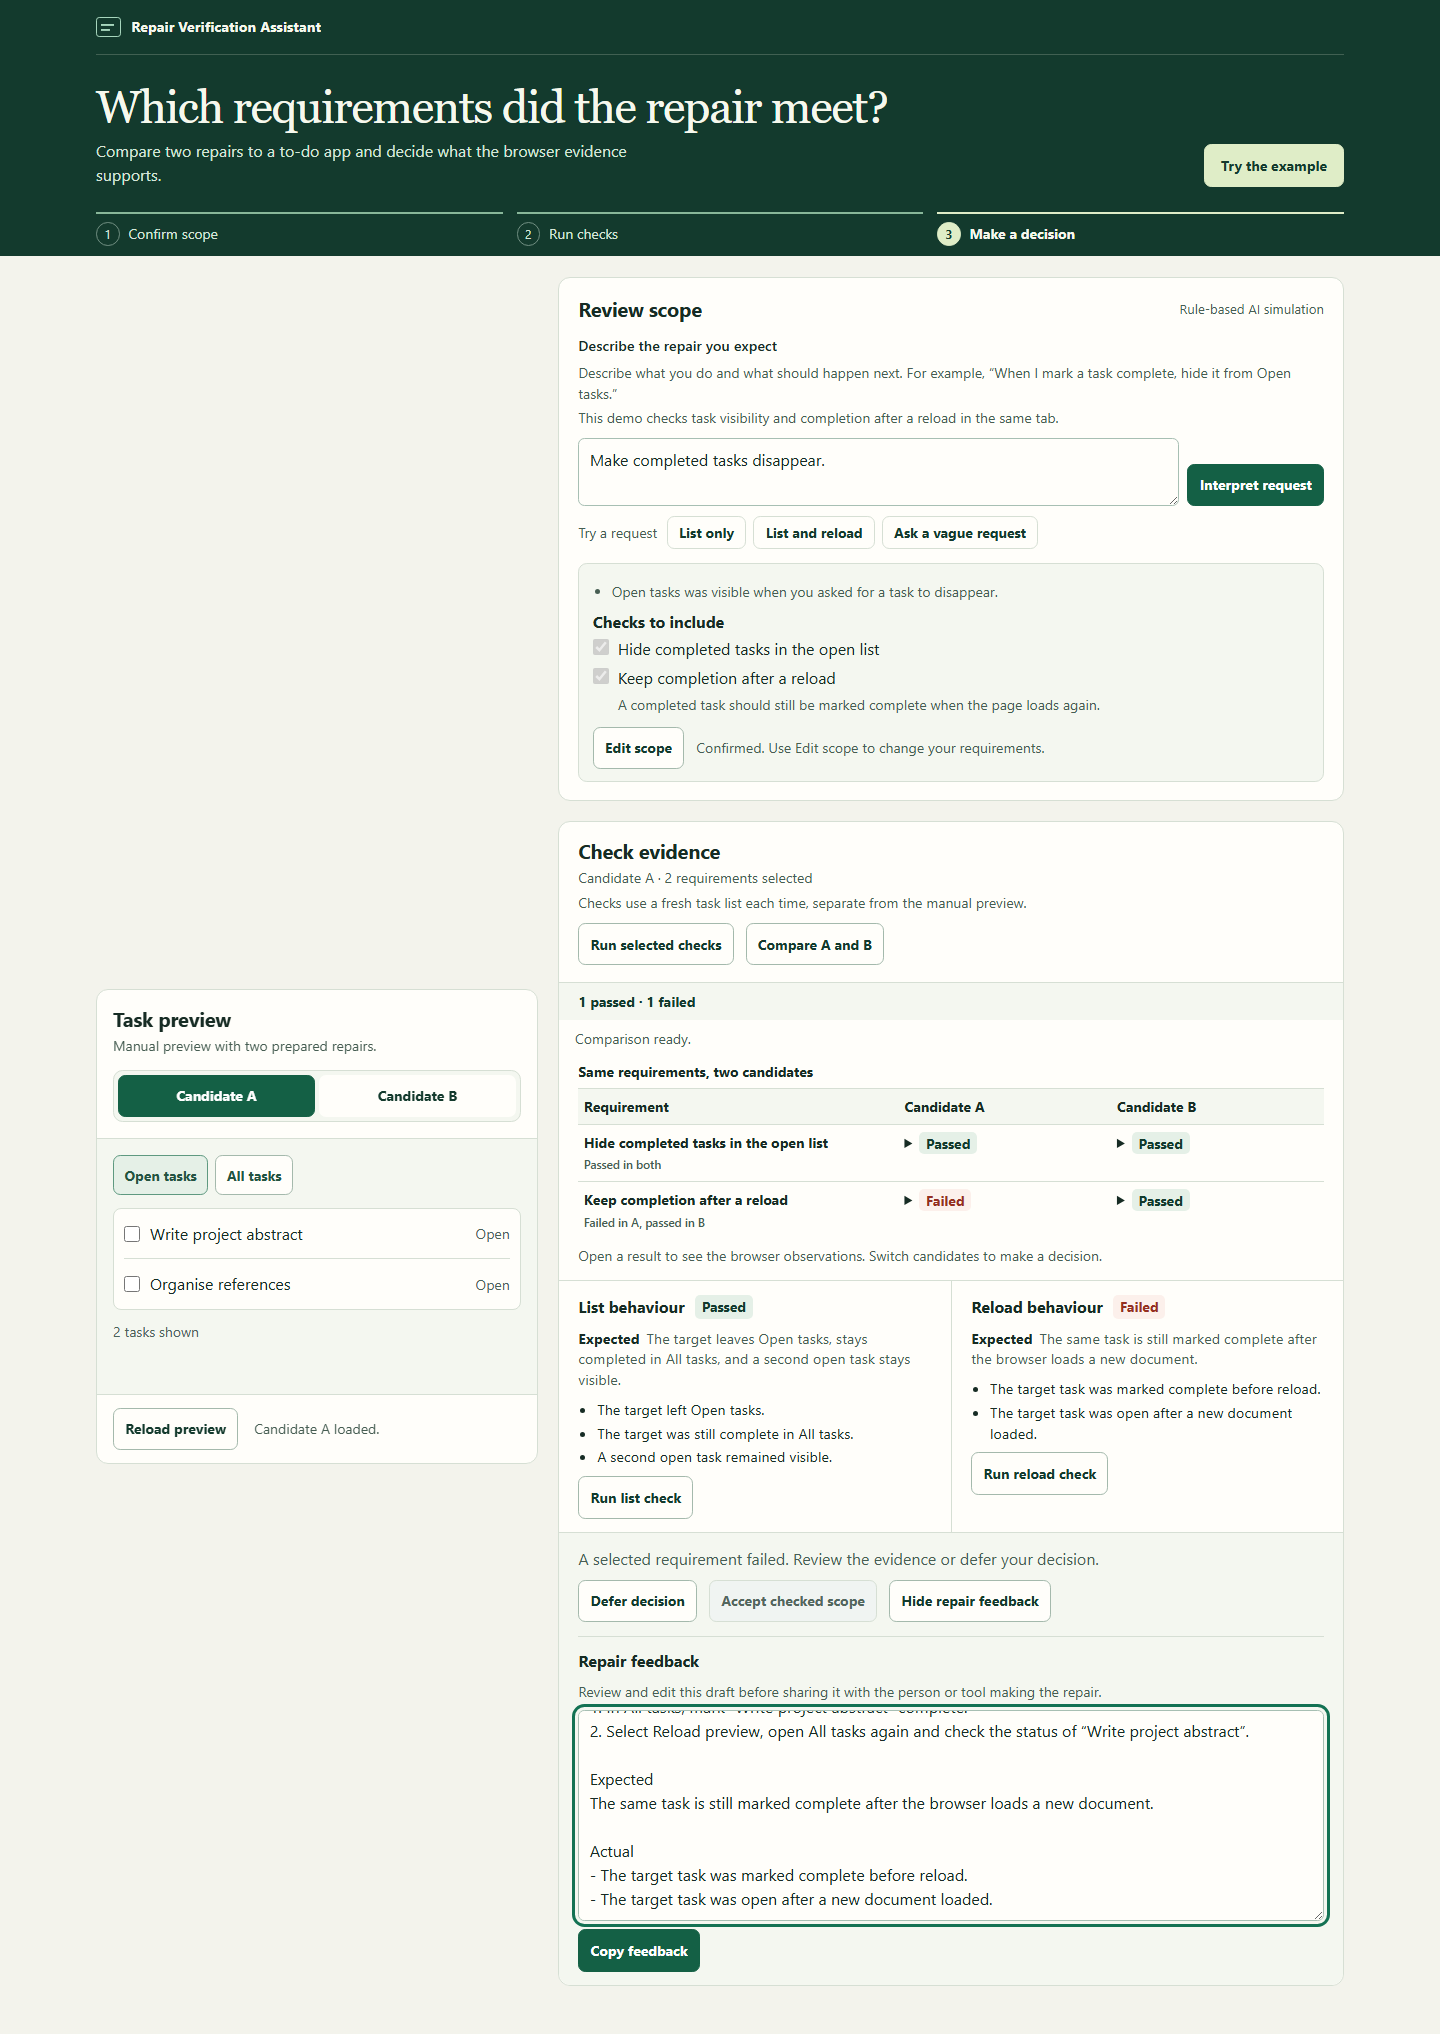 Repair Verification Assistant
Which requirements did the repair meet?
Compare two repairs to a to-do app and decide what the browser evidence
supports.
Try the example
1 Confirm scope
2 Run checks
3 Make a decision
Review scope
Rule-based AI simulation
Describe the repair you expect
Describe what you do and what should happen next. For example, “When I mark a task complete, hide it from Open
tasks.”
This demo checks task visibility and completion after a reload in the same tab.
Make completed tasks disappear.
Interpret request
Try a request
List only
List and reload
Ask a vague request
• Open tasks was visible when you asked for a task to disappear.
Checks to include
Hide completed tasks in the open list
Keep completion after a reload
A completed task should still be marked complete when the page loads again.
Edit scope
Confirmed. Use Edit scope to change your requirements.
Check evidence
Candidate A · 2 requirements selected
Checks use a fresh task list each time, separate from the manual preview.
Run selected checks
Compare A and B
1 passed · 1 failed
Comparison ready.
Same requirements, two candidates
Requirement Candidate A Candidate B
Hide completed tasks in the open list Passed Passed
Passed in both
Keep completion after a reload Failed Passed
Failed in A, passed in B
Open a result to see the browser observations. Switch candidates to make a decision.
Task preview
Manual preview with two prepared repairs.
Candidate A
Candidate B
Open tasks
All tasks
Write project abstract Open
Organise references Open
2 tasks shown
Reload preview
Candidate A loaded.
List behaviour Passed
Expected The target leaves Open tasks, stays
completed in All tasks, and a second open task stays
visible.
• The target left Open tasks.
• The target was still complete in All tasks.
• A second open task remained visible.
Run list check
Reload behaviour Failed
Expected The same task is still marked complete after
the browser loads a new document.
• The target task was marked complete before reload.
• The target task was open after a new document
loaded.
Run reload check
A selected requirement failed. Review the evidence or defer your decision.
Defer decision
Accept checked scope
Hide repair feedback
Repair feedback
Review and edit this draft before sharing it with the person or tool making the repair.
1. In All tasks, mark “Write project abstract” complete.
2. Select Reload preview, open All tasks again and check the status of “Write project abstract”.
Expected
The same task is still marked complete after the browser loads a new document.
Actual
- The target task was marked complete before reload.
- The target task was open after a new document loaded.
Copy feedback